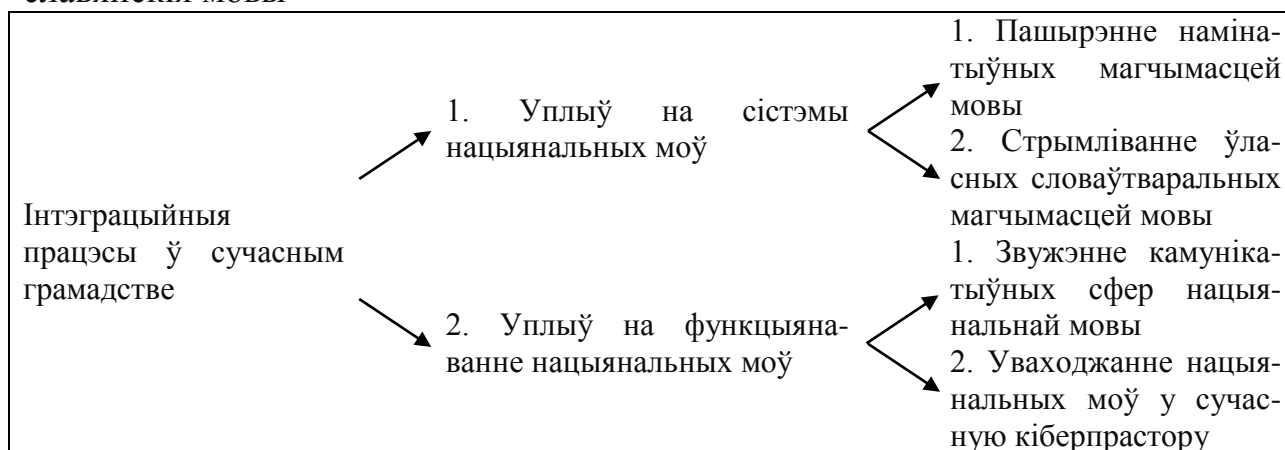 славянскія мовы
Інтэграцыйныя
працэсы ў сучасным
грамадстве
1. Уплыў на сістэмы
нацыянальных моў
2. Уплыў на функцыяна-
ванне нацыянальных моў
1. Пашырэнне наміна-
тыўных магчымасцей
мовы
2. Стрымліванне ўла-
сных словаўтваральных
магчымасцей мовы
1. Звужэнне камуніка-
тыўных сфер нацыя-
нальнай мовы
2. Уваходжанне нацыя-
нальных моў у сучас-
ную кіберпрастору